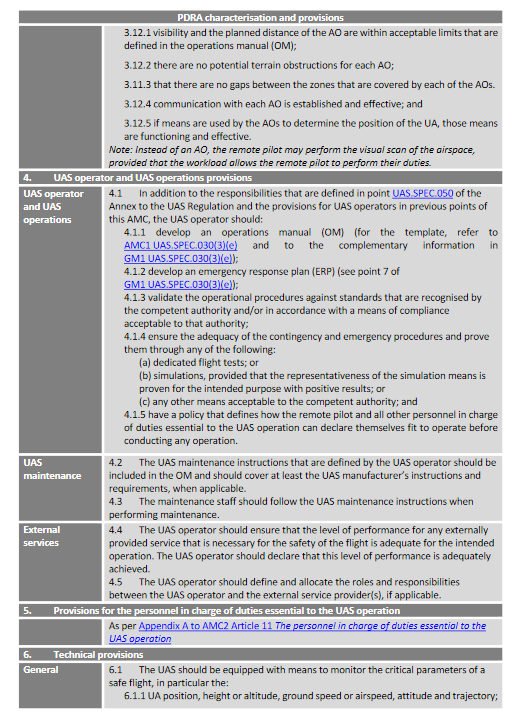 PDRA characterisation and provisions
3.12.1 visibility and the planned distance of the AO are within acceptable limits that are
defined in the operations manual (OM);
3.12.2 there are no potential terrain obstructions for each AO;
3.11.3 that there are no gaps between the zones that are covered by each of the AOs.
3.12.4 communication with each AO is established and effective; and
3.12.5 if means are used by the AOs to determine the position of the UA, those means
are functioning and effective.
Note: Instead of an AO, the remote pilot may perform the visual scan of the airspace,
provided that the workload allows the remote pilot to perform their duties.
4. UAS operator and UAS operations provisions
UAS operator
and UAS
operations
4.1 In addition to the responsibilities that are defined in point UAS.SPEC.050 of the
Annex to the UAS Regulation and the provisions for UAS operators in previous points of
this AMC, the UAS operator should:
4.1.1 develop an operations manual (OM) (for the template, refer to
AMC1 UAS.SPEC.030(3)(e) and to the complementary information in
GM1 UAS.SPEC.030(3)(e));
4.1.2 develop an emergency response plan (ERP) (see point 7 of
GM1 UAS.SPEC.030(3)(e));
4.1.3 validate the operational procedures against standards that are recognised by
the competent authority and/or in accordance with a means of compliance
acceptable to that authority;
4.1.4 ensure the adequacy of the contingency and emergency procedures and prove
them through any of the following:
(a) dedicated flight tests; or
(b) simulations, provided that the representativeness of the simulation means is
proven for the intended purpose with positive results; or
(c) any other means acceptable to the competent authority; and
4.1.5 have a policy that defines how the remote pilot and all other personnel in charge
of duties essential to the UAS operation can declare themselves fit to operate before
conducting any operation.
UAS
maintenance
4.2 The UAS maintenance instructions that are defined by the UAS operator should be
included in the OM and should cover at least the UAS manufacturer's instructions and
requirements, when applicable.
4.3 The maintenance staff should follow the UAS maintenance instructions when
performing maintenance.
External
services
4.4 The UAS operator should ensure that the level of performance for any externally
provided service that is necessary for the safety of the flight is adequate for the intended
operation. The UAS operator should declare that this level of performance is adequately
achieved.
4.5 The UAS operator should define and allocate the roles and responsibilities
between the UAS operator and the external service provider(s), if applicable.
5. Provisions for the personnel in charge of duties essential to the UAS operation
As per Appendix A to AMC2 Article 11 The personnel in charge of duties essential to the
UAS operation
6. Technical provisions
General
6.1 The UAS should be equipped with means to monitor the critical parameters of a
safe flight, in particular the:
6.1.1 UA position, height or altitude, ground speed or airspeed, attitude and trajectory;